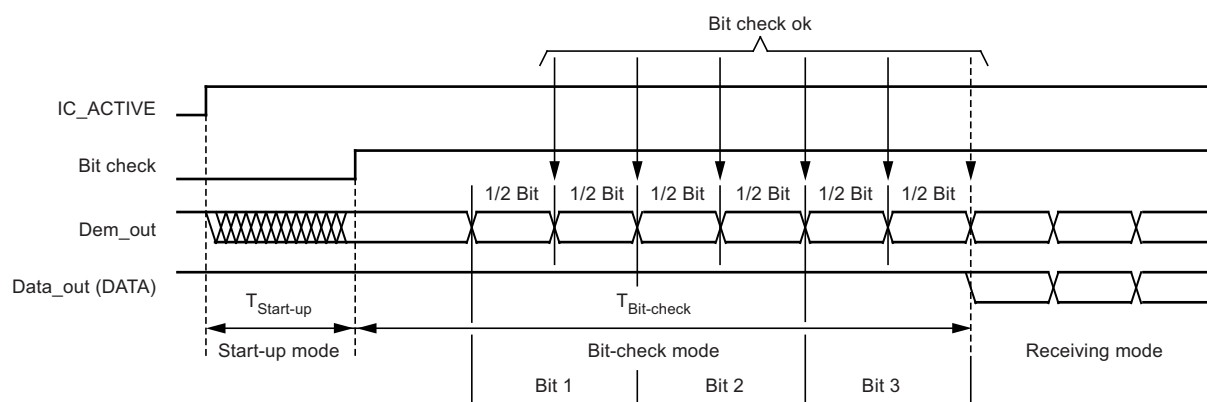 Bit check ok
IC_ACTIVE
Bit check
1/2 Bit 1/2 Bit 1/2 Bit 1/2 Bit 1/2 Bit 1/2 Bit
Dem_out
Data_out (DATA)
TStart-up TBit-check
Start-up mode Bit-check mode Receiving mode
Bit 1 Bit 2 Bit 3